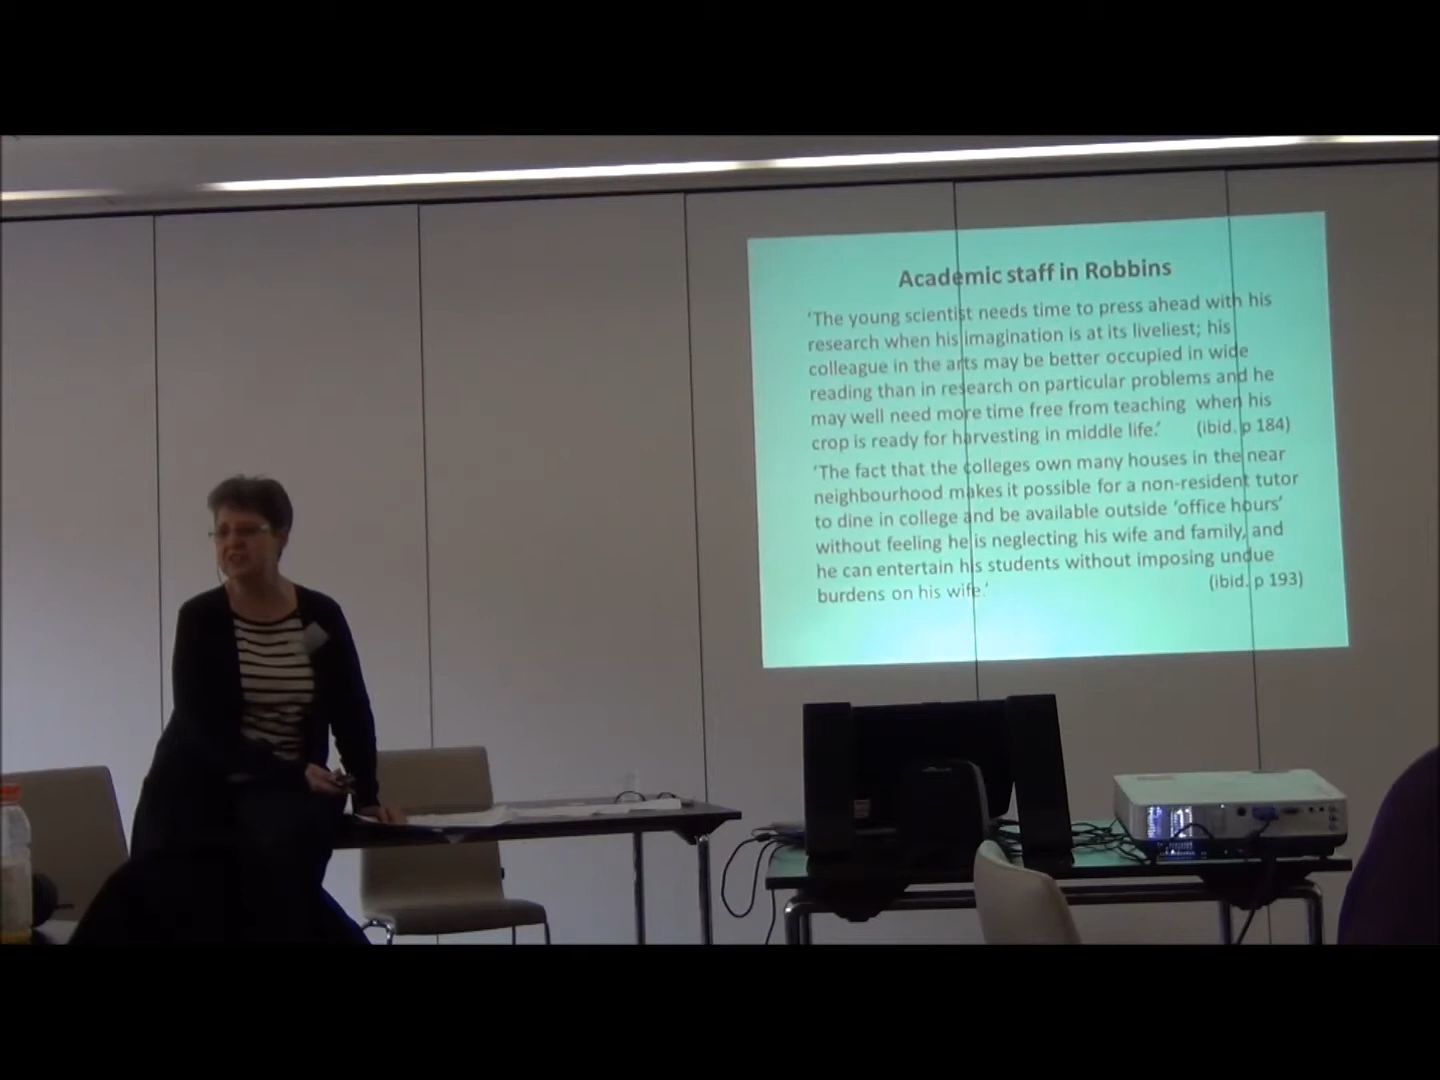 Academic staff in Robbins
‘The young scientist needs time to press ahead with his
research when his imagination is at its liveliest; his
colleague in the arts may be better occupied in wide
reading than in research on particular problems and he
may well need more time free from teaching when his
crop is ready for harvesting in middle life.’ (ibid. p 184)
‘The fact that the colleges own many houses in the near
neighbourhood makes it possible for a non-resident tutor
to dine in college and be available outside ‘office hours’
without feeling he is neglecting his wife and family, and
he can entertain his students without imposing undue
burdens on his wife.’ (ibid. p 193)